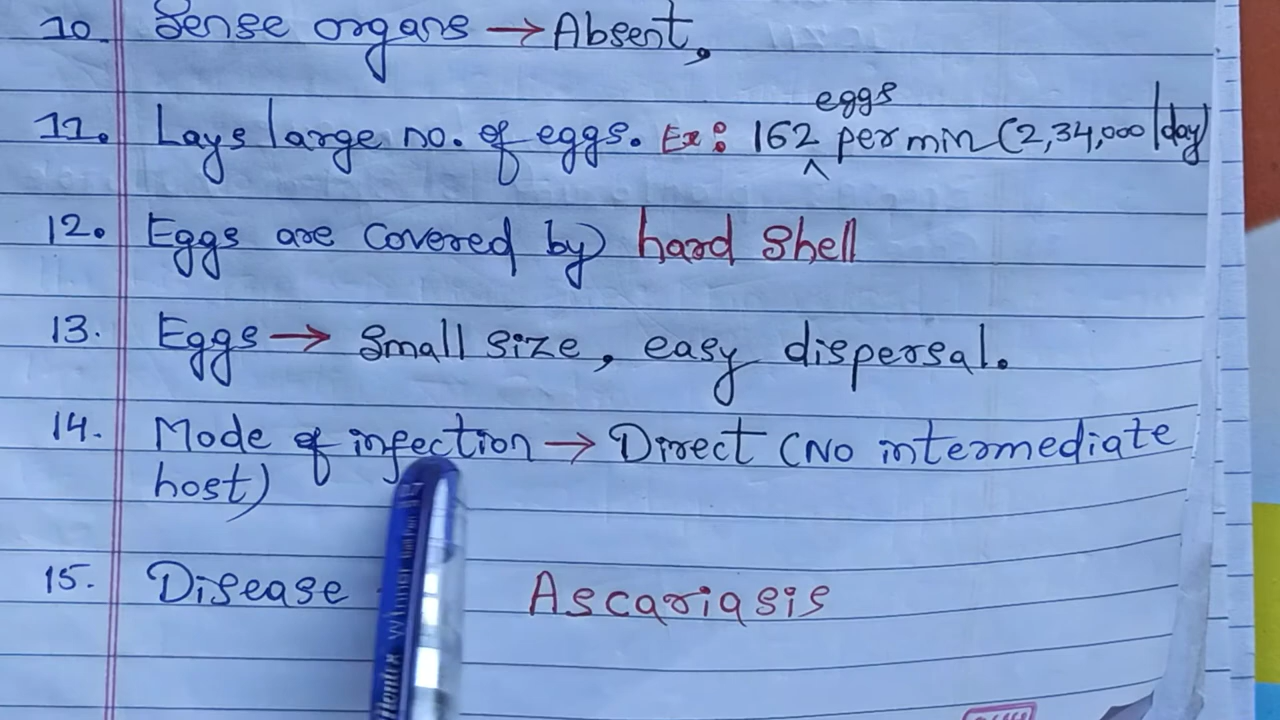 10. Sense organs → Absent,
eggs
11. Lays large no. of eggs. Ex: 162 ^ per min (2,34,000/day)
12. Eggs are covered by hard shell
13. Eggs → Small size, easy dispersal.
14. Mode of infection → Direct (No intermediate
host)
15. Disease Ascariasis